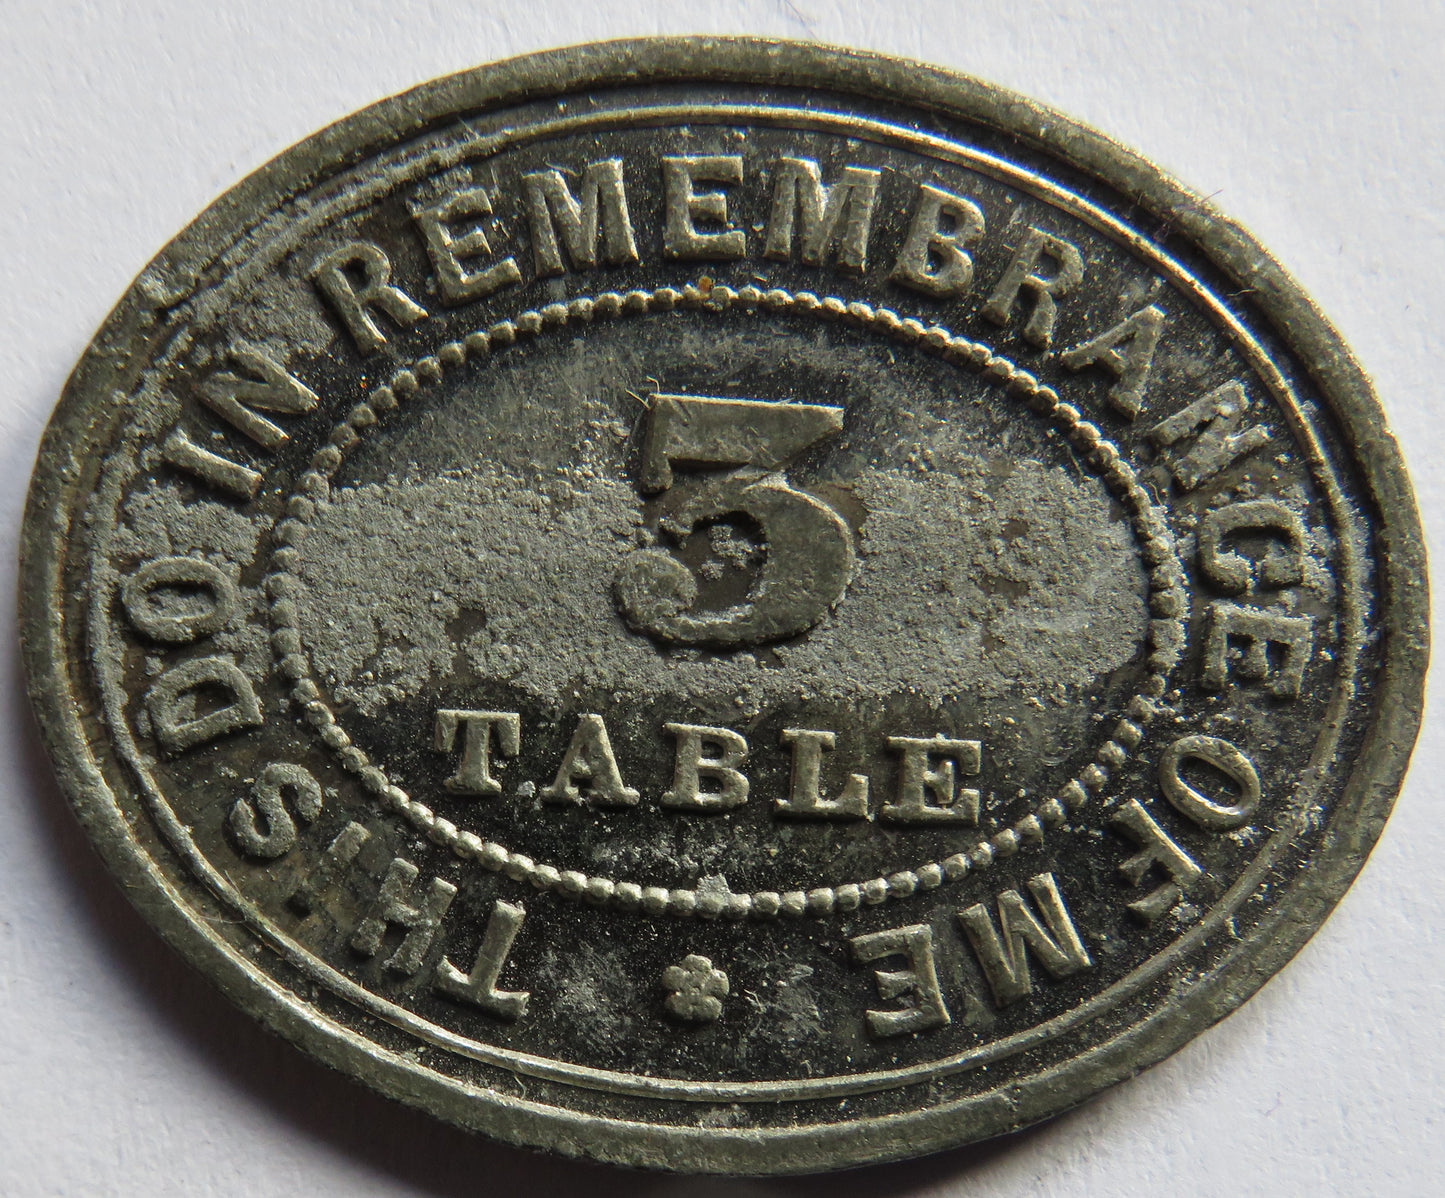 THIS DO IN REMEMBRANCE OF ME
3
TABLE